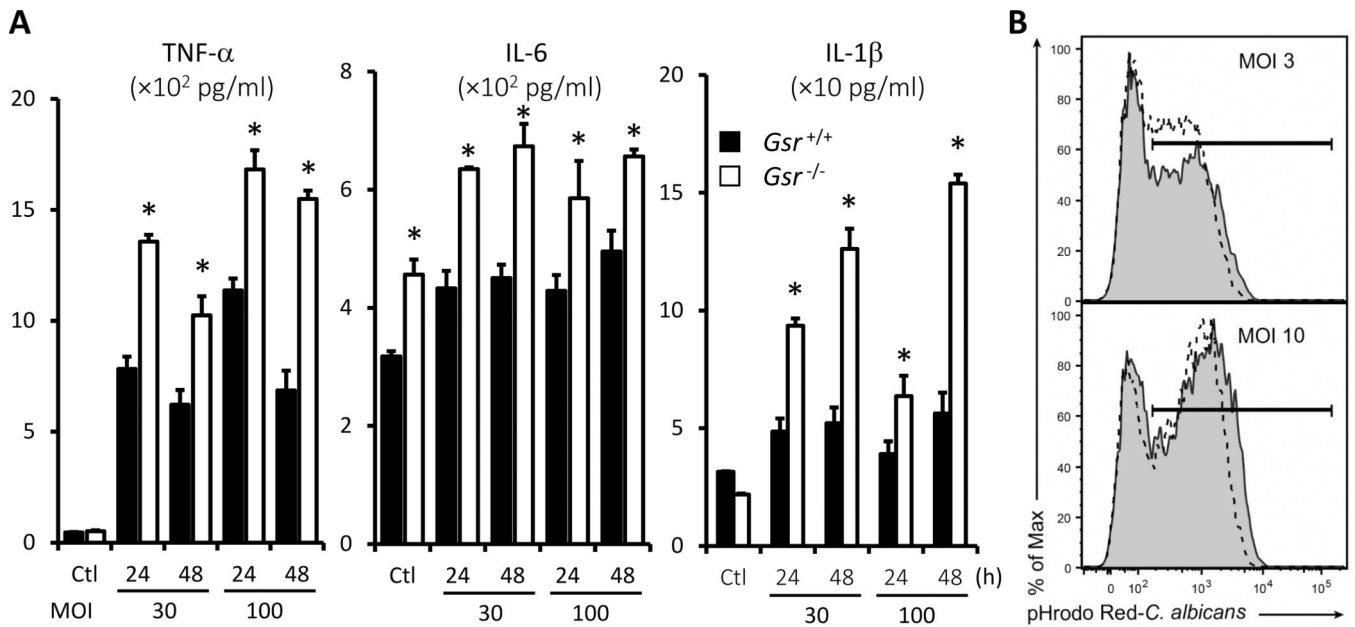 A
TNF-α
(×10² pg/ml)
20
15
10
5
0
Ctl 24 48 24 48
MOI 30 100
IL-6
(×10² pg/ml)
8
6
4
2
0
Ctl 24 48 24 48
30 100
IL-1β
(×10 pg/ml)
20
15
10
5
0
Gsr +/+
Gsr -/-
Ctl 24 48 24 48 (h)
30 100
* * * *
* * * * *
* * * *
B
MOI 3
100
80
60
40
20
0
MOI 10
100
80
60
40
20
0
% of Max
0 10² 10³ 10⁴ 10⁵
pHrodo Red-C. albicans